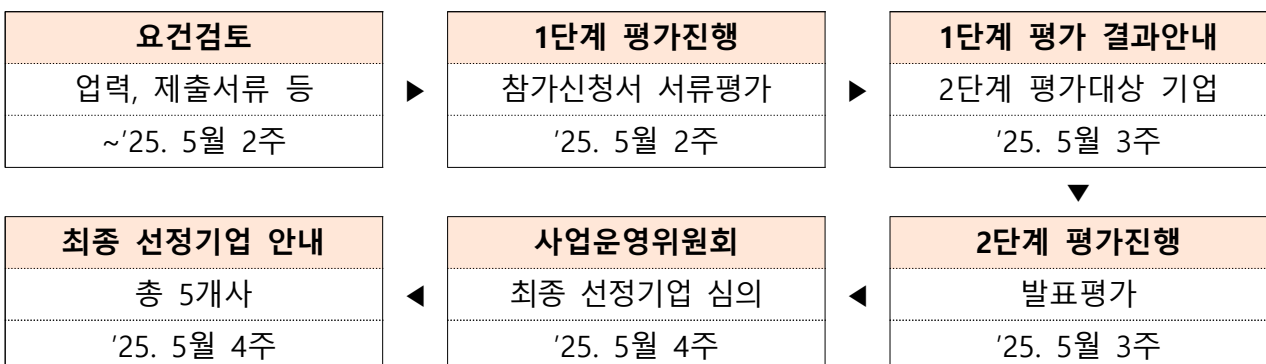 요건검토
업력, 제출서류 등
~'25. 5월 2주
▶
1단계 평가진행
참가신청서 서류평가
'25. 5월 2주
▶
1단계 평가 결과안내
2단계 평가대상 기업
'25. 5월 3주
▼
2단계 평가진행
발표평가
'25. 5월 3주
◀
사업운영위원회
최종 선정기업 심의
'25. 5월 4주
◀
최종 선정기업 안내
총 5개사
'25. 5월 4주